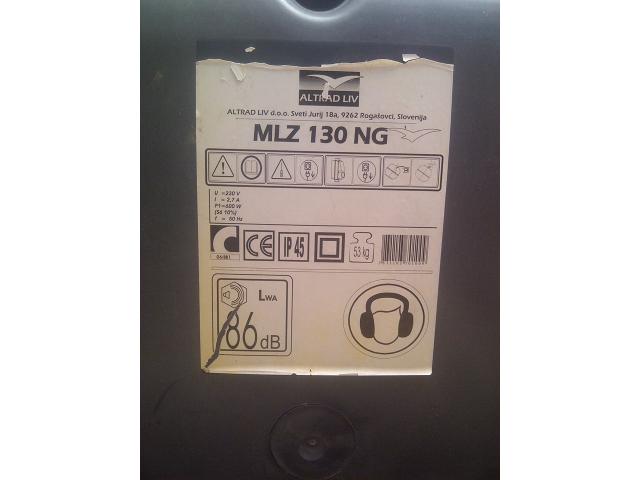 ALTRAD LIV
ALTRAD LIV d.o.o. Sveti Jurij 18a, 9262 Rogašovci, Slovenija
MLZ 130 NG
U =230 V
I = 2,7 A
P1=600 W
(S6 10%)
f = 50 Hz
CE
IP 45
53 kg
LWA
86 dB